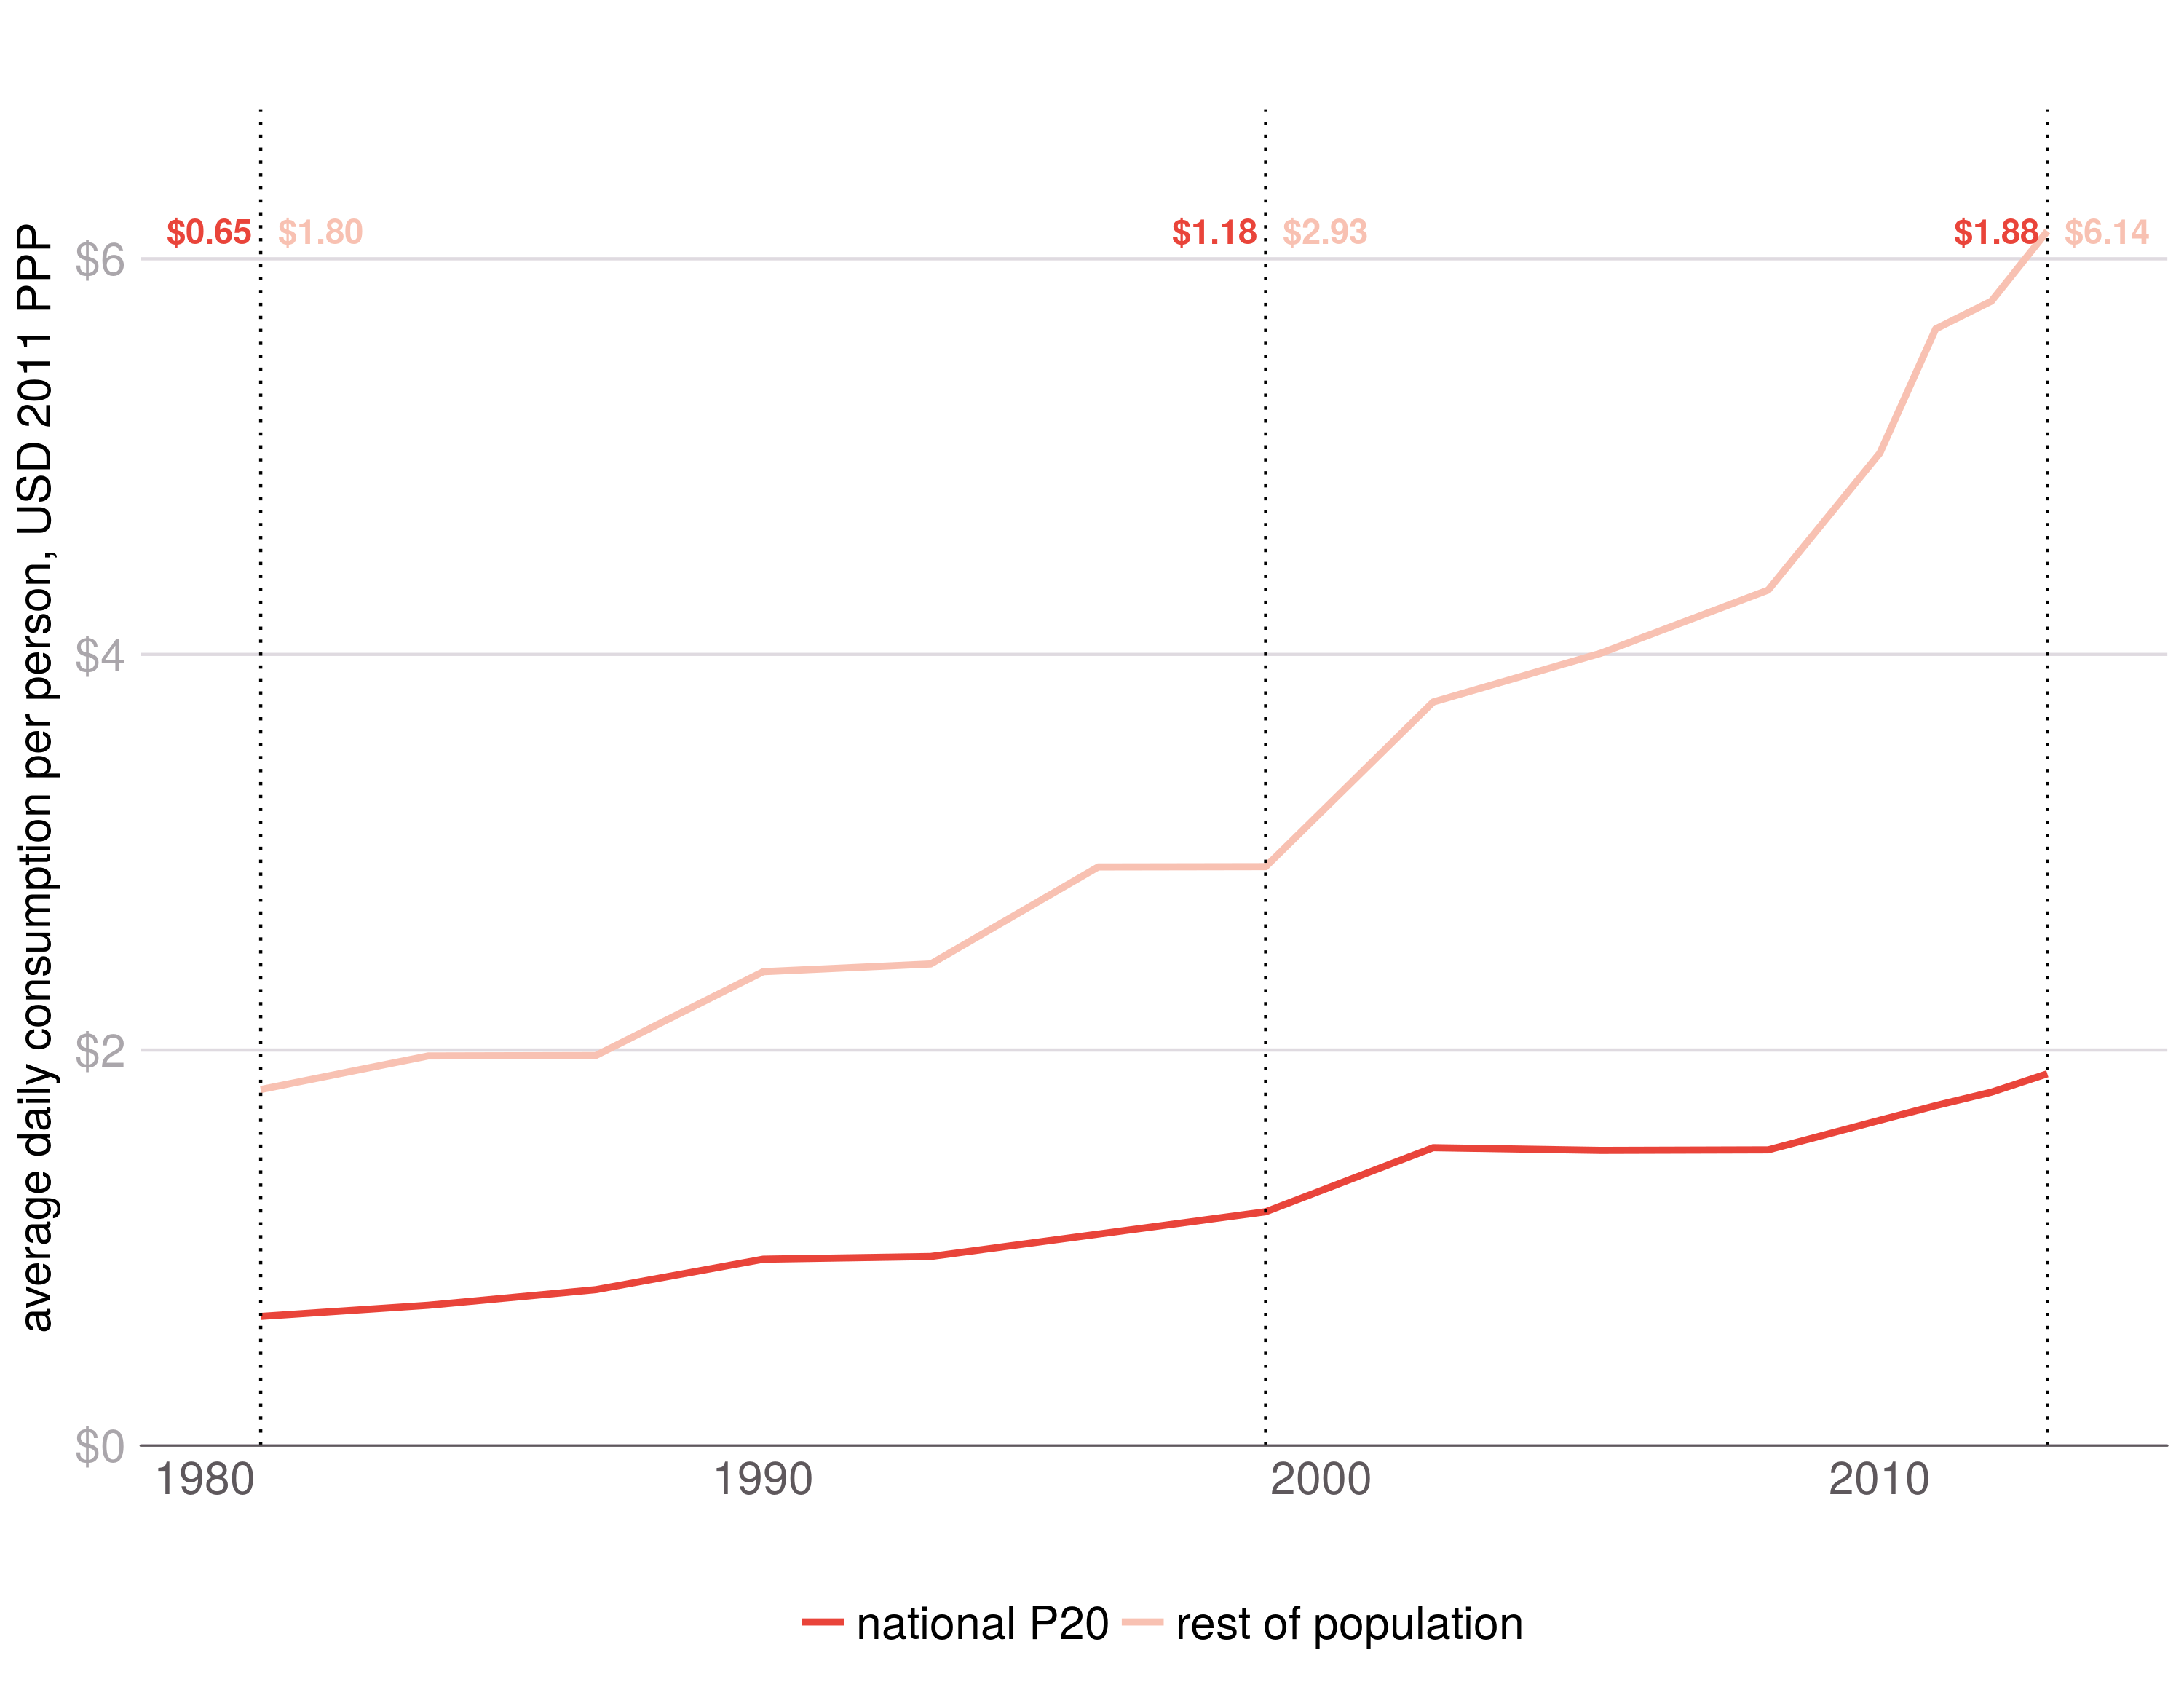 average daily consumption per person, USD 2011 PPP
$0.65 $1.80 $1.18 $2.93 $1.88 $6.14
$6
$4
$2
$0
1980 1990 2000 2010
national P20 rest of population